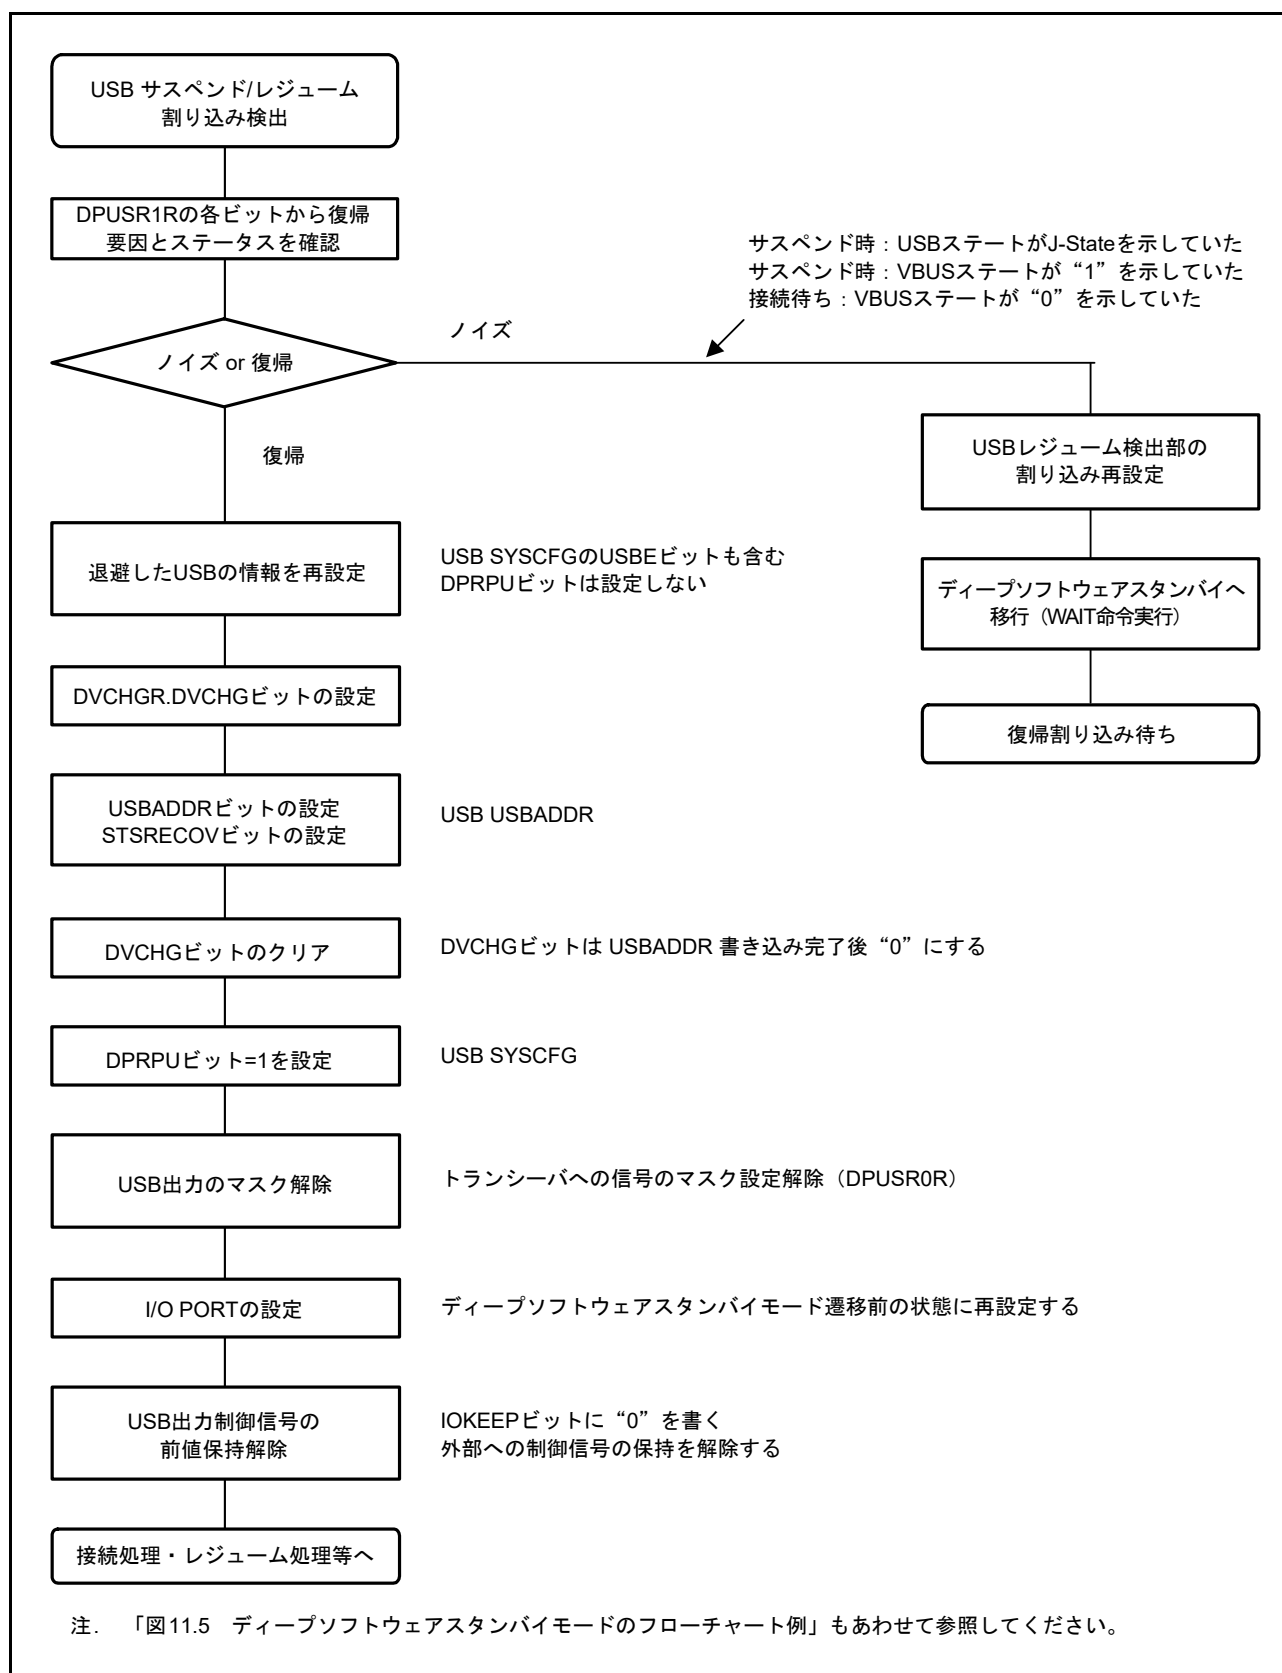 USB サスペンド/レジューム
割り込み検出
DPUSR1Rの各ビットから復帰
要因とステータスを確認
サスペンド時：USBステートがJ-Stateを示していた
サスペンド時：VBUSステートが“1”を示していた
接続待ち：VBUSステートが“0”を示していた
ノイズ
ノイズ or 復帰
復帰
USBレジューム検出部の
割り込み再設定
ディープソフトウェアスタンバイへ
移行（WAIT命令実行）
復帰割り込み待ち
退避したUSBの情報を再設定
USB SYSCFGのUSBEビットも含む
DPRPUビットは設定しない
DVCHGR.DVCHGビットの設定
USBADDRビットの設定
STSRECOVビットの設定
USB USBADDR
DVCHGビットのクリア
DVCHGビットは USBADDR 書き込み完了後“0”にする
DPRPUビット=1を設定
USB SYSCFG
USB出力のマスク解除
トランシーバへの信号のマスク設定解除（DPUSR0R）
I/O PORTの設定
ディープソフトウェアスタンバイモード遷移前の状態に再設定する
USB出力制御信号の
前値保持解除
IOKEEPビットに“0”を書く
外部への制御信号の保持を解除する
接続処理・レジューム処理等へ
注．　「図11.5　ディープソフトウェアスタンバイモードのフローチャート例」もあわせて参照してください。